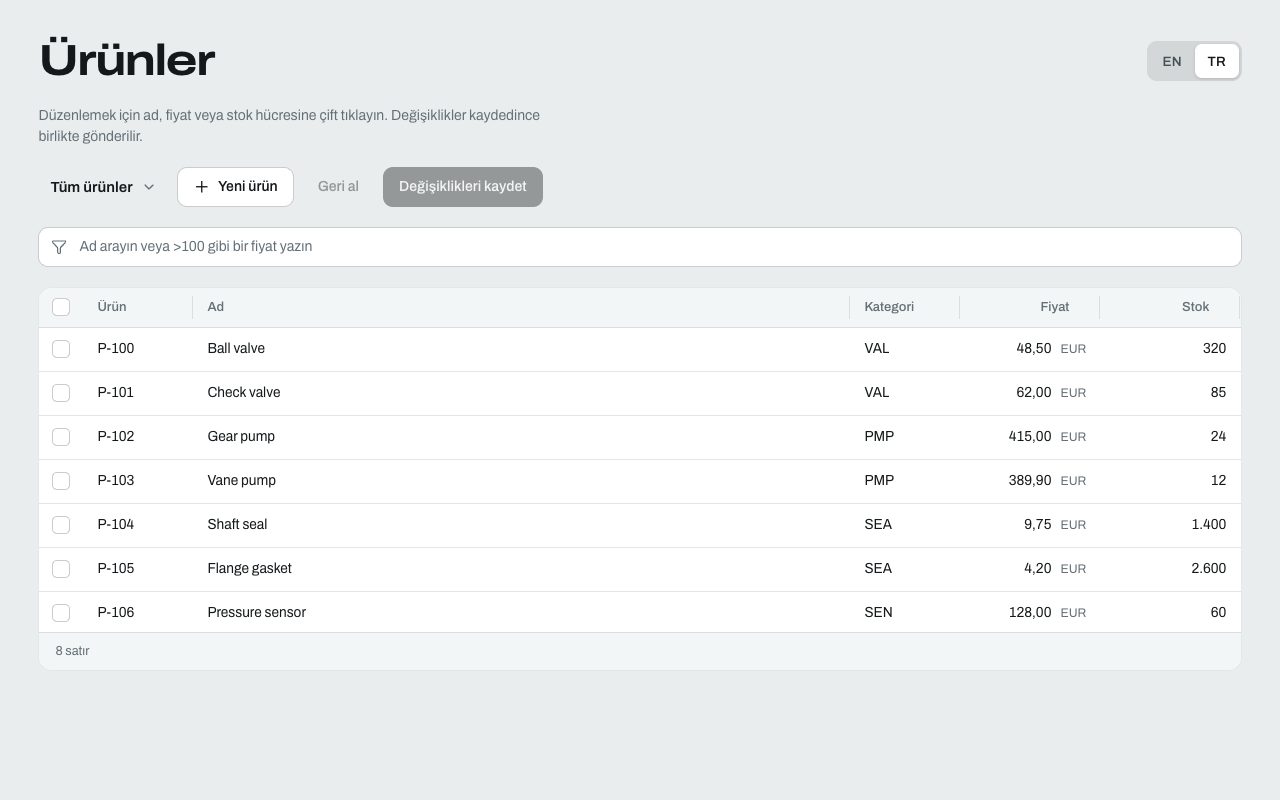 Ürünler
EN TR
Düzenlemek için ad, fiyat veya stok hücresine çift tıklayın. Değişiklikler kaydedince
birlikte gönderilir.
Tüm ürünler Yeni ürün Geri al Değişiklikleri kaydet
Ad arayın veya >100 gibi bir fiyat yazın
Ürün Ad Kategori Fiyat Stok
P-100 Ball valve VAL 48,50 EUR 320
P-101 Check valve VAL 62,00 EUR 85
P-102 Gear pump PMP 415,00 EUR 24
P-103 Vane pump PMP 389,90 EUR 12
P-104 Shaft seal SEA 9,75 EUR 1.400
P-105 Flange gasket SEA 4,20 EUR 2.600
P-106 Pressure sensor SEN 128,00 EUR 60
8 satır